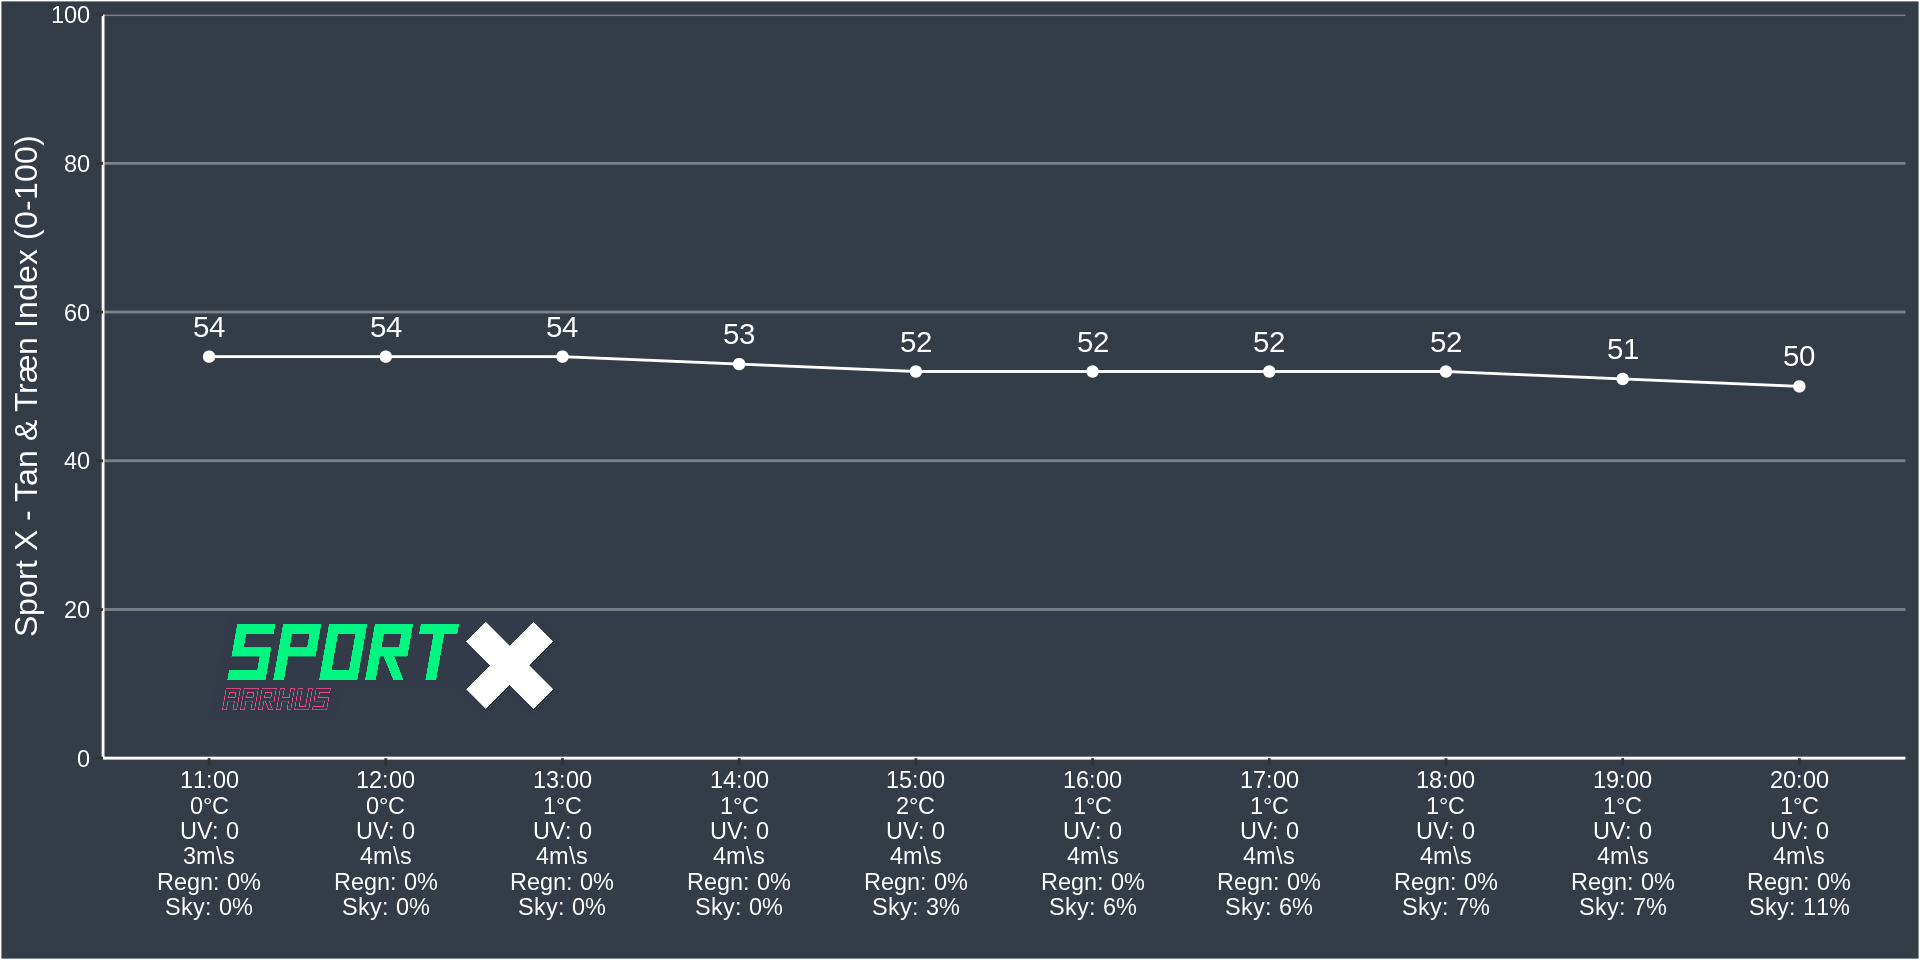 Sport X - Tan & Træn Index (0-100)
100
80
60
40
20
0
54 54 54 53 52 52 52 52 51 50
SPORT X
AARHUS
11:00 12:00 13:00 14:00 15:00 16:00 17:00 18:00 19:00 20:00
0°C 0°C 1°C 1°C 2°C 1°C 1°C 1°C 1°C 1°C
UV: 0 UV: 0 UV: 0 UV: 0 UV: 0 UV: 0 UV: 0 UV: 0 UV: 0 UV: 0
3m\s 4m\s 4m\s 4m\s 4m\s 4m\s 4m\s 4m\s 4m\s 4m\s
Regn: 0% Regn: 0% Regn: 0% Regn: 0% Regn: 0% Regn: 0% Regn: 0% Regn: 0% Regn: 0% Regn: 0%
Sky: 0% Sky: 0% Sky: 0% Sky: 0% Sky: 3% Sky: 6% Sky: 6% Sky: 7% Sky: 7% Sky: 11%